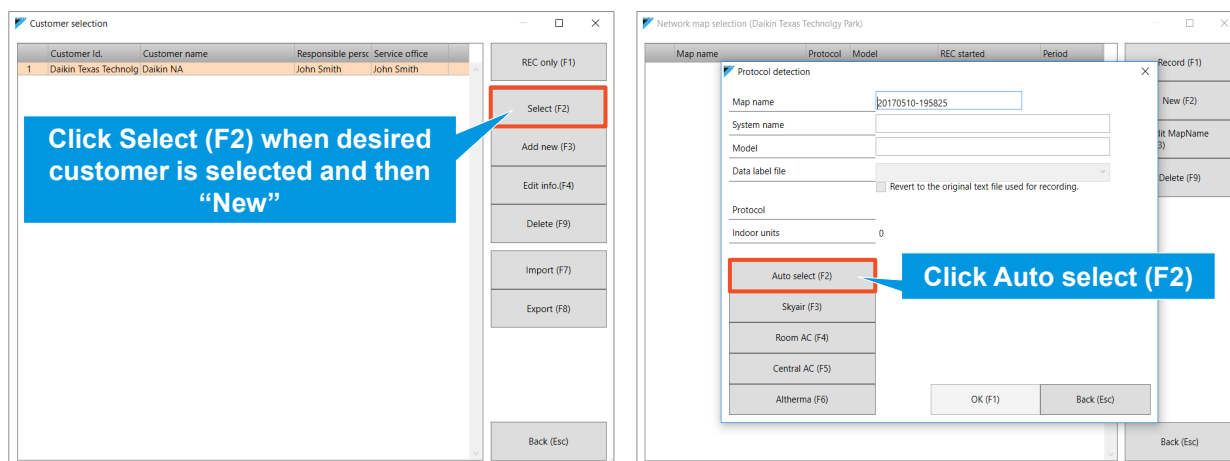 Customer selection
Customer Id. Customer name Responsible persc Service office
1 Daikin Texas Technolg Daikin NA John Smith John Smith
REC only (F1)
Select (F2)
Add new (F3)
Edit info.(F4)
Delete (F9)
Import (F7)
Export (F8)
Back (Esc)
Click Select (F2) when desired
customer is selected and then
“New”
Network map selection (Daikin Texas Technolgy Park)
Map name Protocol Model REC started Period
Record (F1)
New (F2)
dit MapName
3)
Delete (F9)
Back (Esc)
Protocol detection
Map name 20170510-195825
System name
Model
Data label file
Revert to the original text file used for recording.
Protocol
Indoor units 0
Auto select (F2)
Skyair (F3)
Room AC (F4)
Central AC (F5)
Altherma (F6)
OK (F1) Back (Esc)
Click Auto select (F2)